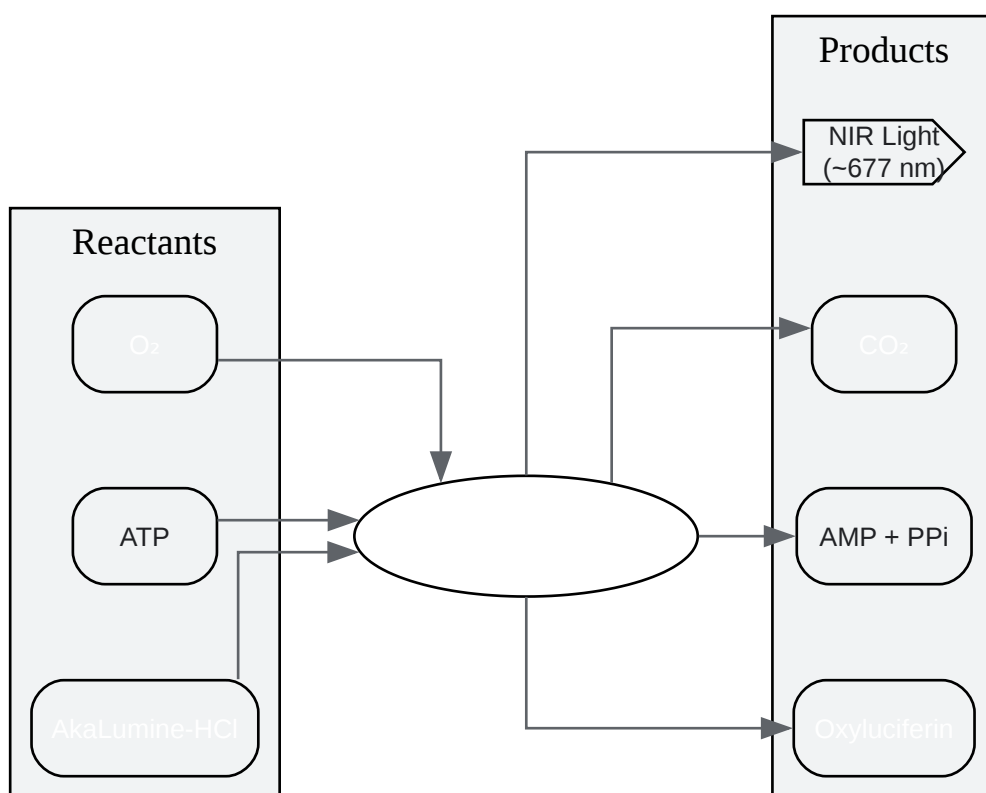 Products
NIR Light
(~677 nm)
Reactants
O₂
CO₂
ATP
AMP + PPi
AkaLumine-HCl
Oxyluciferin